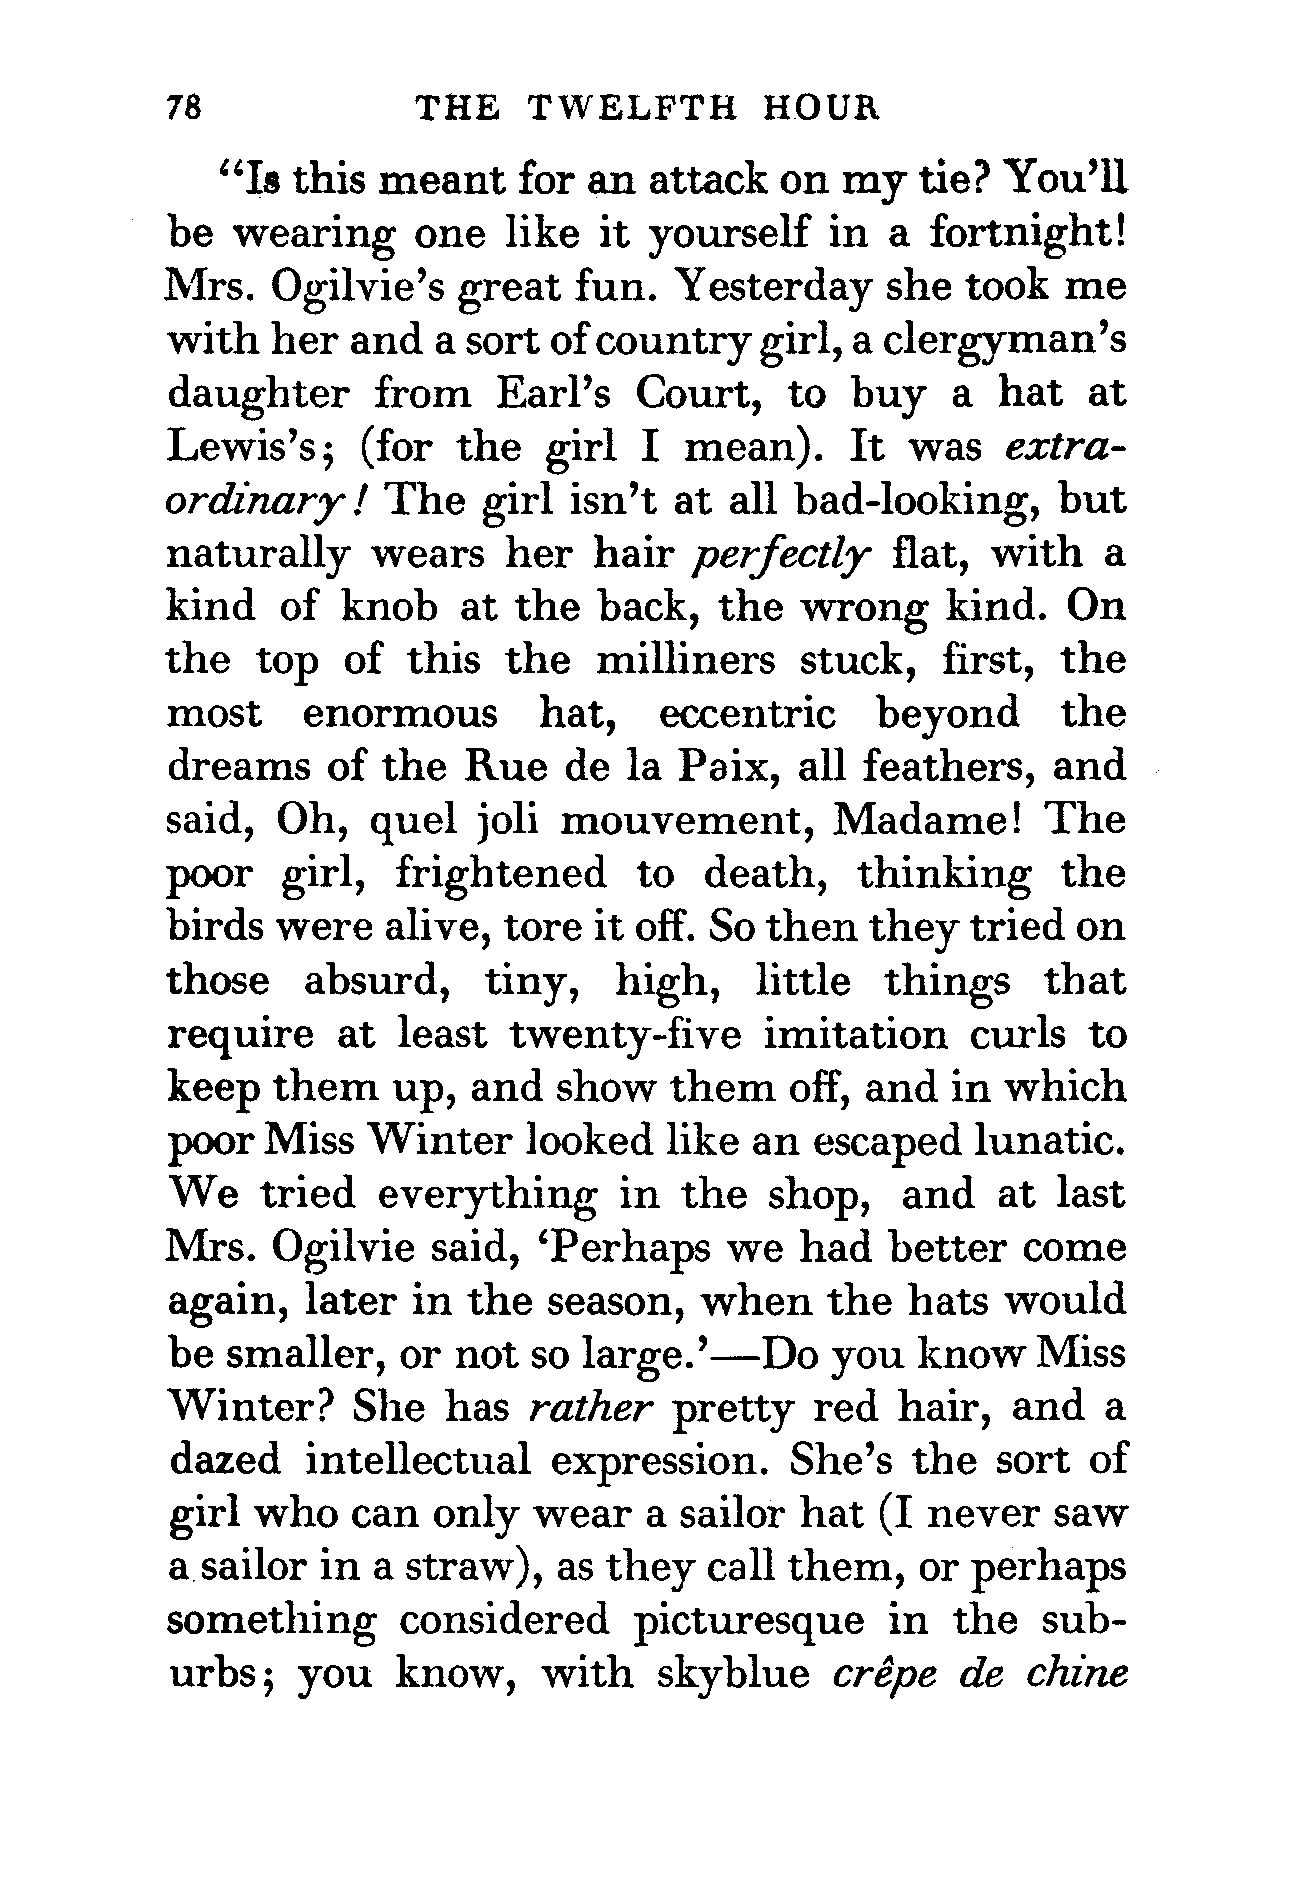 78 THE TWELFTH HOUR
“Is this meant for an attack on my tie? You’ll
be wearing one like it yourself in a fortnight!
Mrs. Ogilvie’s great fun. Yesterday she took me
with her and a sort of country girl, a clergyman’s
daughter from Earl’s Court, to buy a hat at
Lewis’s; (for the girl I mean). It was extra-
ordinary! The girl isn’t at all bad-looking, but
naturally wears her hair perfectly flat, with a
kind of knob at the back, the wrong kind. On
the top of this the milliners stuck, first, the
most enormous hat, eccentric beyond the
dreams of the Rue de la Paix, all feathers, and
said, Oh, quel joli mouvement, Madame! The
poor girl, frightened to death, thinking the
birds were alive, tore it off. So then they tried on
those absurd, tiny, high, little things that
require at least twenty-five imitation curls to
keep them up, and show them off, and in which
poor Miss Winter looked like an escaped lunatic.
We tried everything in the shop, and at last
Mrs. Ogilvie said, ‘Perhaps we had better come
again, later in the season, when the hats would
be smaller, or not so large.’—Do you know Miss
Winter? She has rather pretty red hair, and a
dazed intellectual expression. She’s the sort of
girl who can only wear a sailor hat (I never saw
a sailor in a straw), as they call them, or perhaps
something considered picturesque in the sub-
urbs; you know, with skyblue crêpe de chine